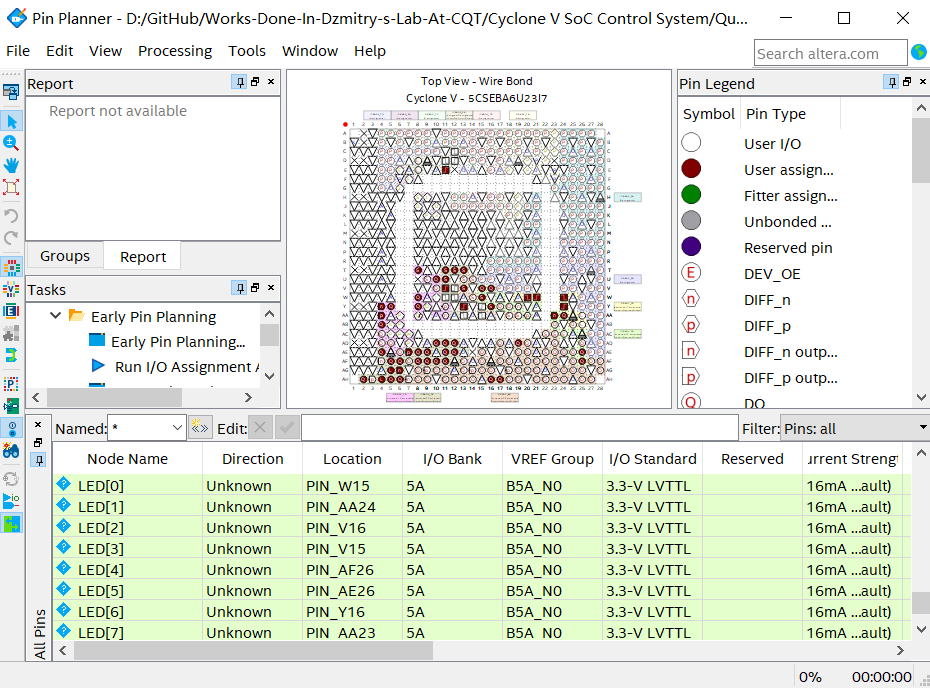 Pin Planner - D:/GitHub/Works-Done-In-Dzmitry-s-Lab-At-CQT/Cyclone V SoC Control System/Qu...
File Edit View Processing Tools Window Help
Search altera.com
Report
Report not available
Groups Report
Tasks
Early Pin Planning
Early Pin Planning...
Run I/O Assignment A
Top View - Wire Bond
Cyclone V - 5CSEBA6U23I7
Pin Legend
Symbol Pin Type
User I/O
User assign...
Fitter assign...
Unbonded ...
Reserved pin
E DEV_OE
n DIFF_n
p DIFF_p
n DIFF_n outp...
p DIFF_p outp...
Q DQ
Named: * Edit: Filter: Pins: all
Node Name Direction Location I/O Bank VREF Group I/O Standard Reserved urrent Strengt
LED[0] Unknown PIN_W15 5A B5A_N0 3.3-V LVTTL 16mA ...ault)
LED[1] Unknown PIN_AA24 5A B5A_N0 3.3-V LVTTL 16mA ...ault)
LED[2] Unknown PIN_V16 5A B5A_N0 3.3-V LVTTL 16mA ...ault)
LED[3] Unknown PIN_V15 5A B5A_N0 3.3-V LVTTL 16mA ...ault)
LED[4] Unknown PIN_AF26 5A B5A_N0 3.3-V LVTTL 16mA ...ault)
LED[5] Unknown PIN_AE26 5A B5A_N0 3.3-V LVTTL 16mA ...ault)
LED[6] Unknown PIN_Y16 5A B5A_N0 3.3-V LVTTL 16mA ...ault)
LED[7] Unknown PIN_AA23 5A B5A_N0 3.3-V LVTTL 16mA ...ault)
All Pins
0% 00:00:00